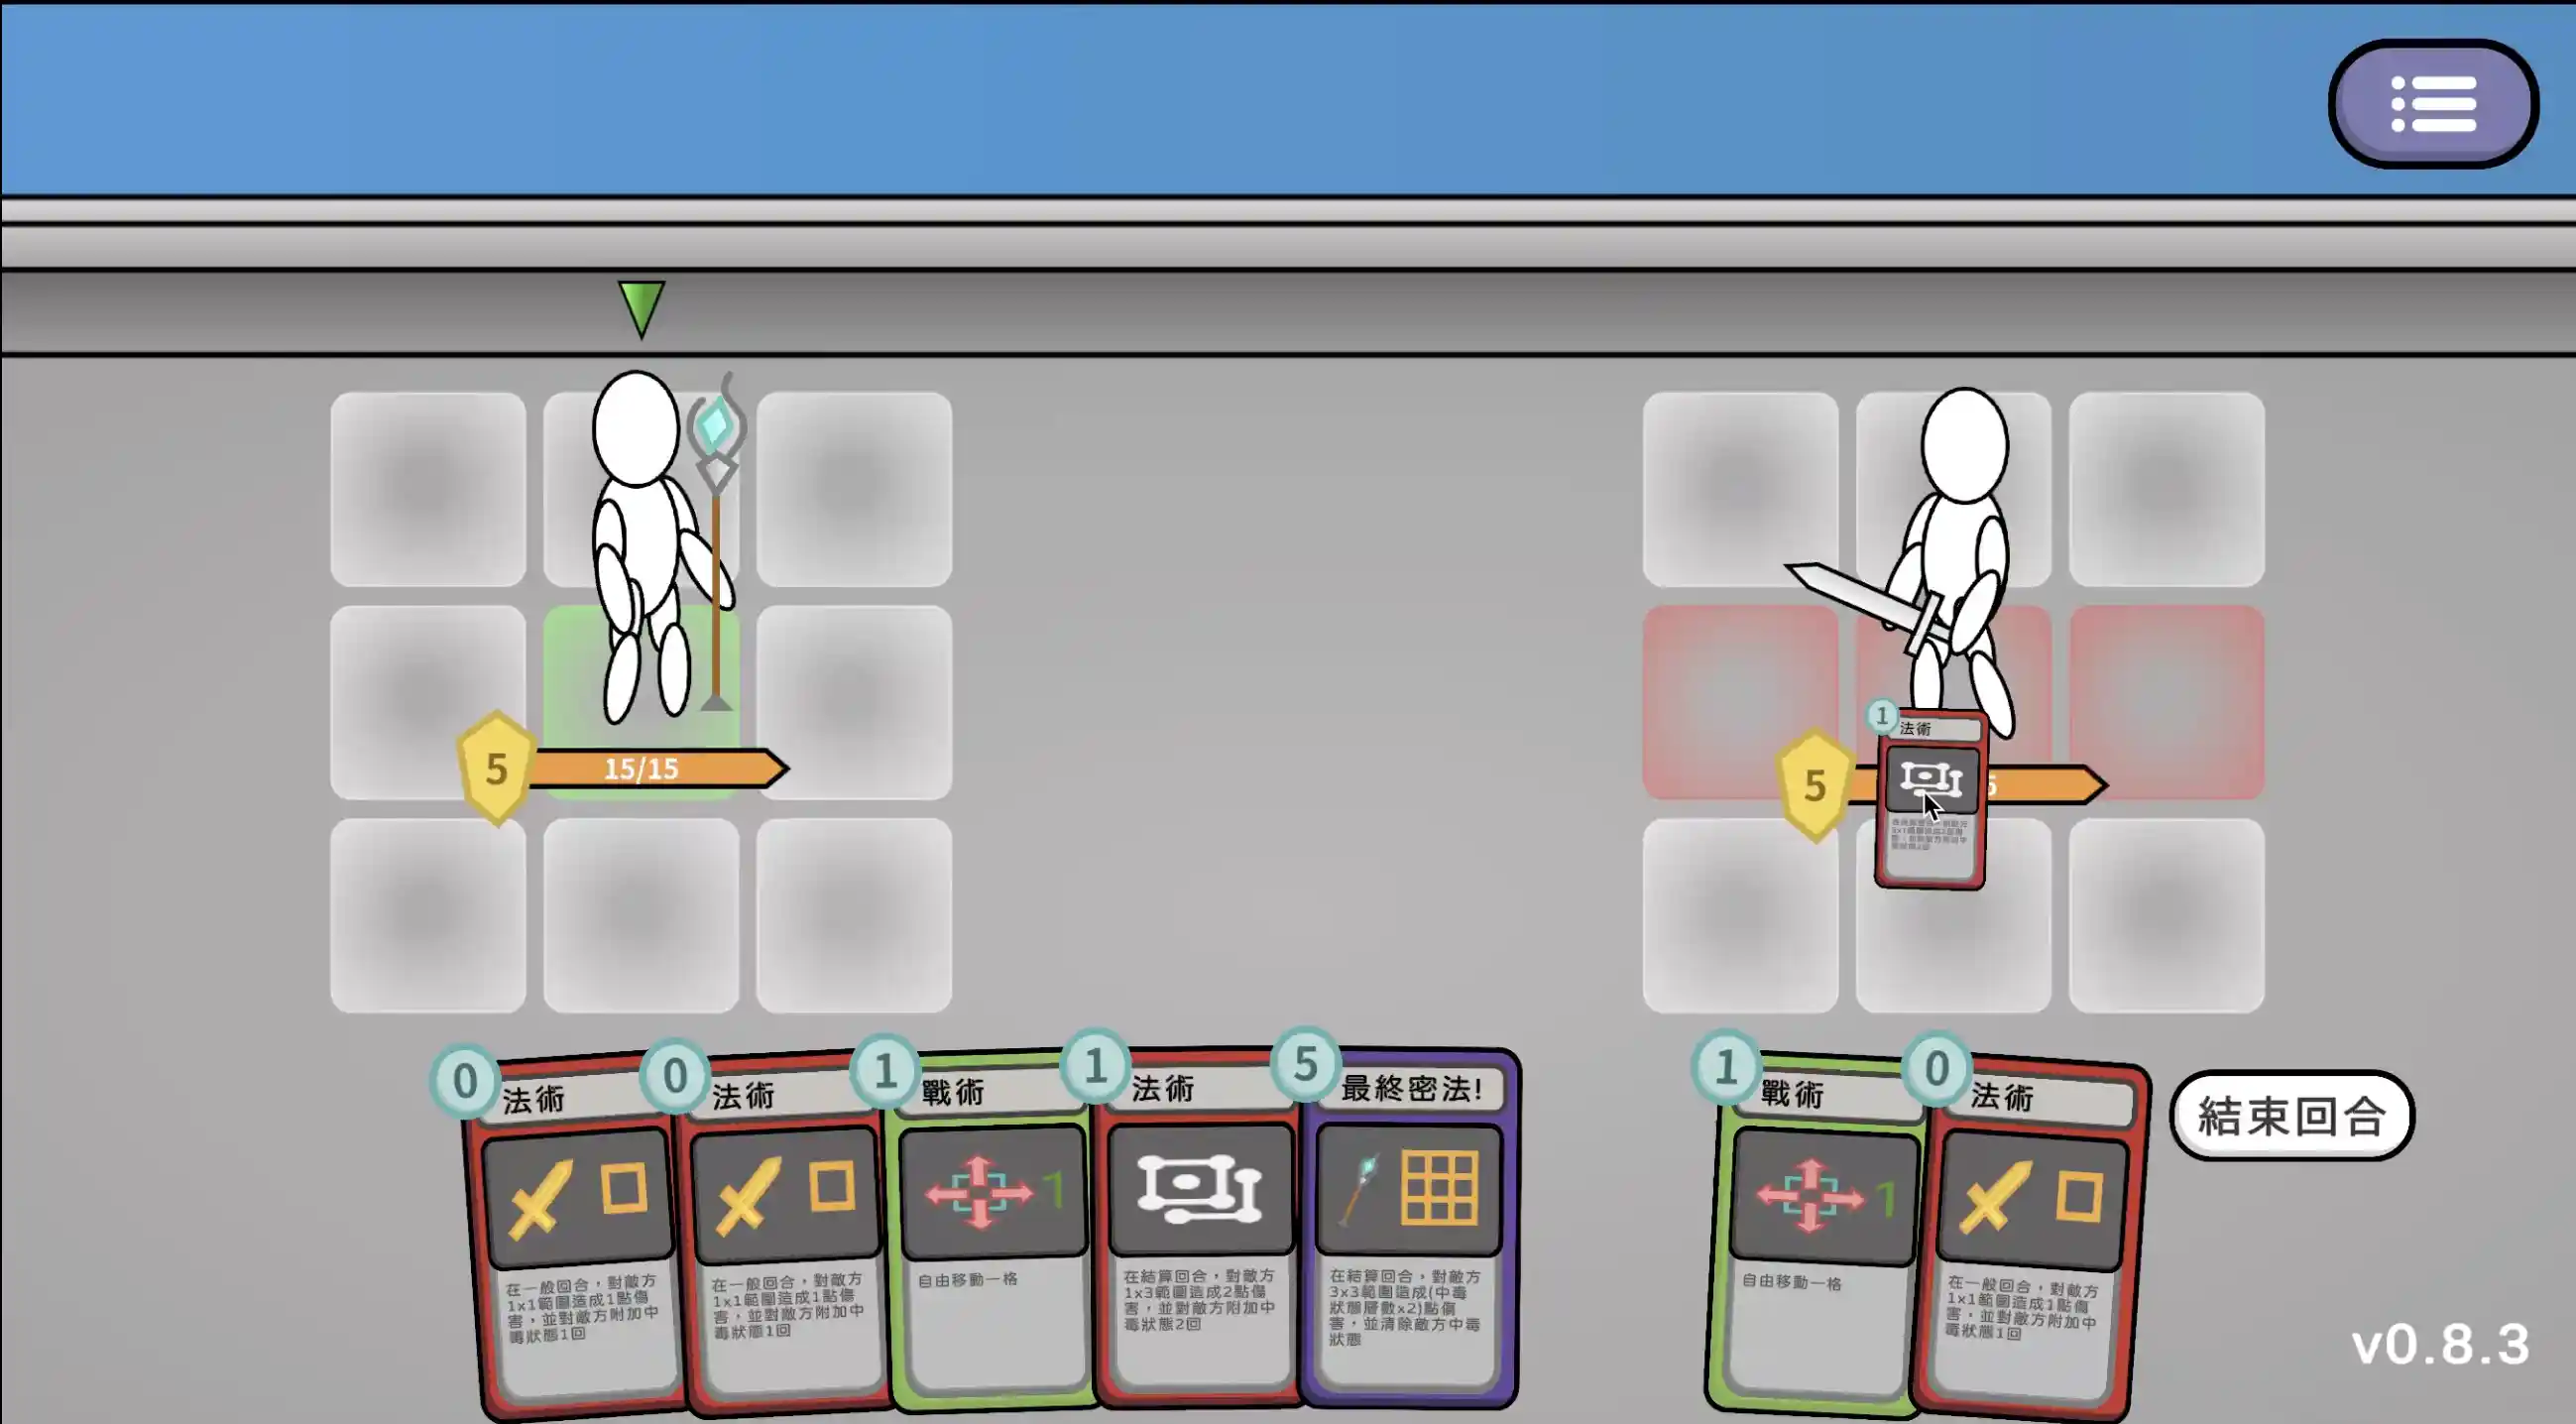 5
15/15
5
1
法術
0
法術
在一般回合，對敵方
1x1範圍造成1點傷
害，並對敵方附加中
毒狀態1回
0
法術
在一般回合，對敵方
1x1範圍造成1點傷
害，並對敵方附加中
毒狀態1回
1
戰術
1
自由移動一格
1
法術
在結算回合，對敵方
1x3範圍造成2點傷
害，並對敵方附加中
毒狀態2回
5
最終密法!
在結算回合，對敵方
3x3範圍造成(中毒
狀態層數x2)點傷
害，並清除敵方中毒
狀態
1
戰術
1
自由移動一格
0
法術
在一般回合，對敵方
1x1範圍造成1點傷
害，並對敵方附加中
毒狀態1回
結束回合
v0.8.3